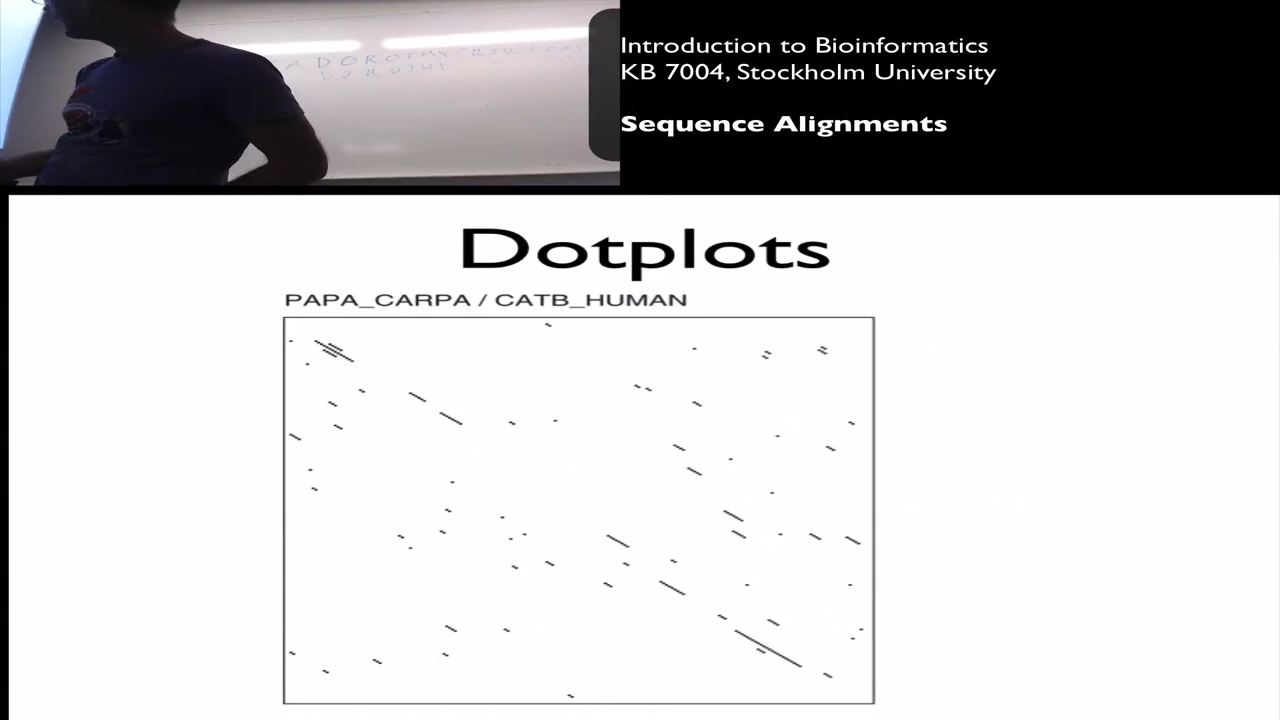 Introduction to Bioinformatics
KB 7004, Stockholm University
Sequence Alignments
Dotplots
PAPA_CARPA / CATB_HUMAN